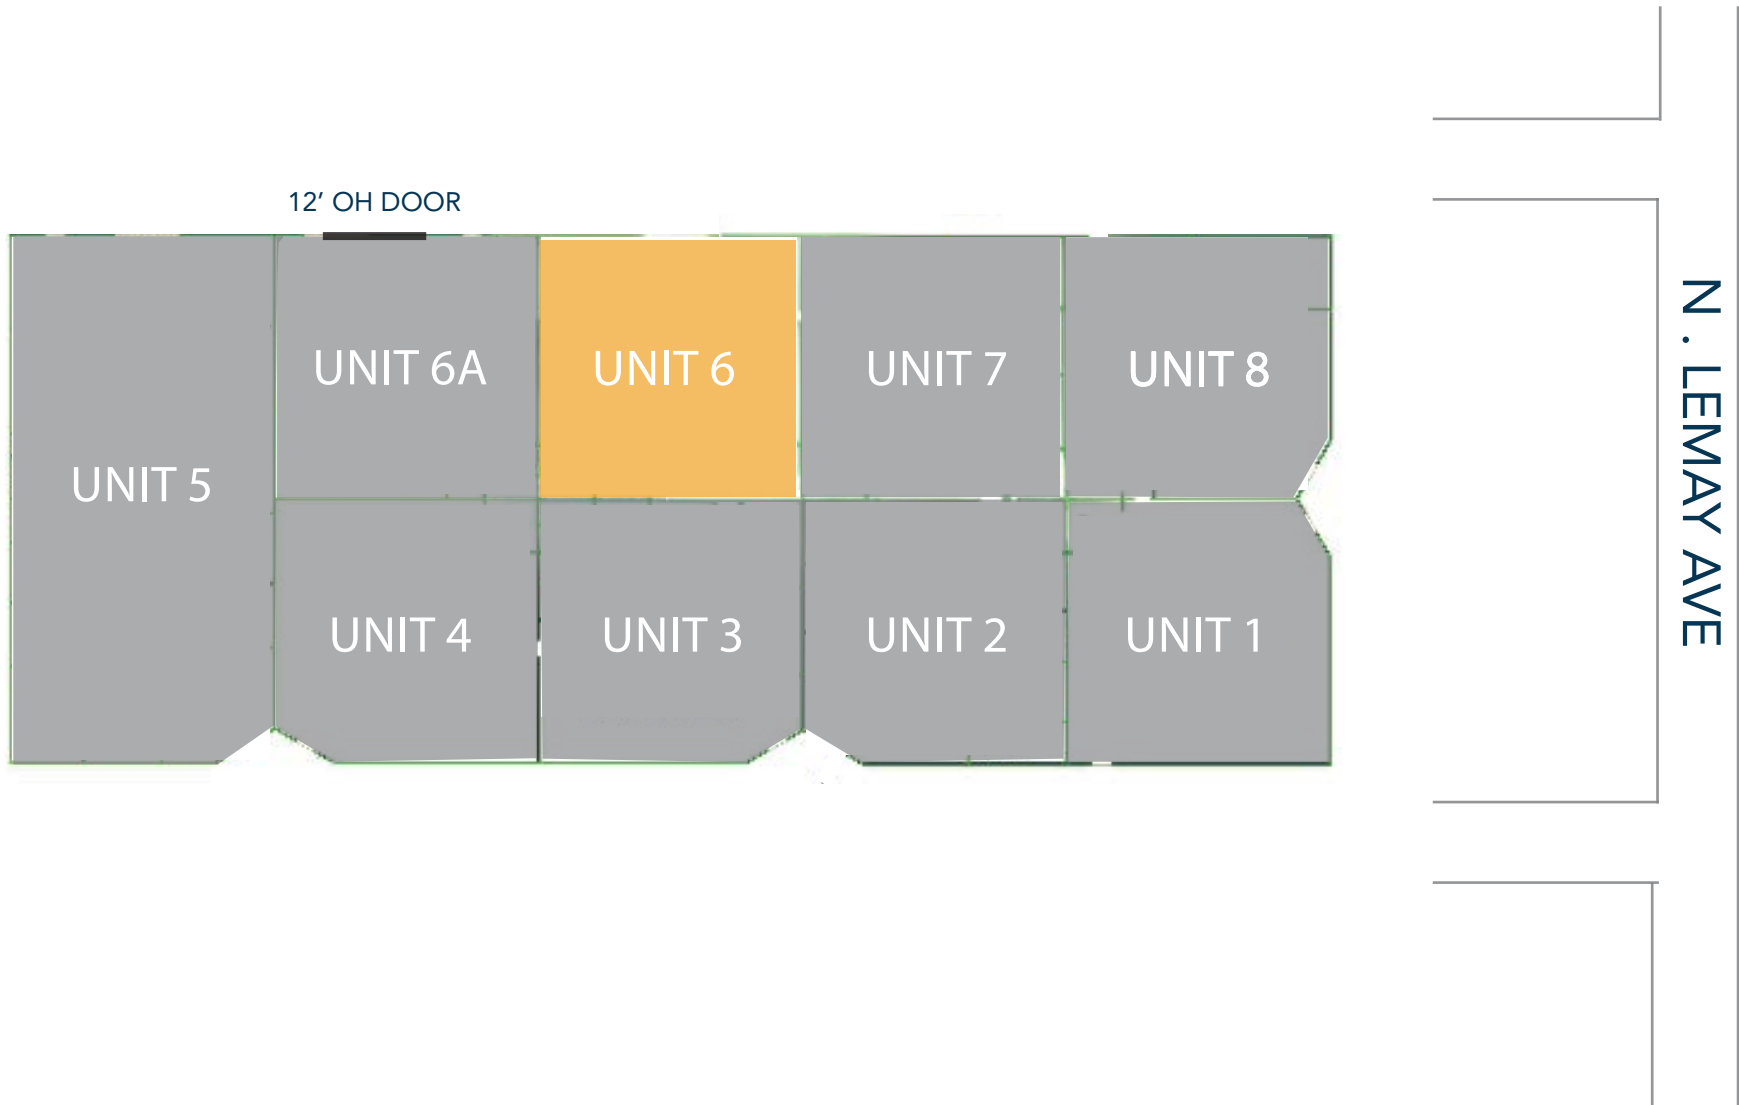 12’ OH DOOR
UNIT 6A
UNIT 6
UNIT 7
UNIT 8
UNIT 5
UNIT 4
UNIT 3
UNIT 2
UNIT 1
N . LEMAY AVE